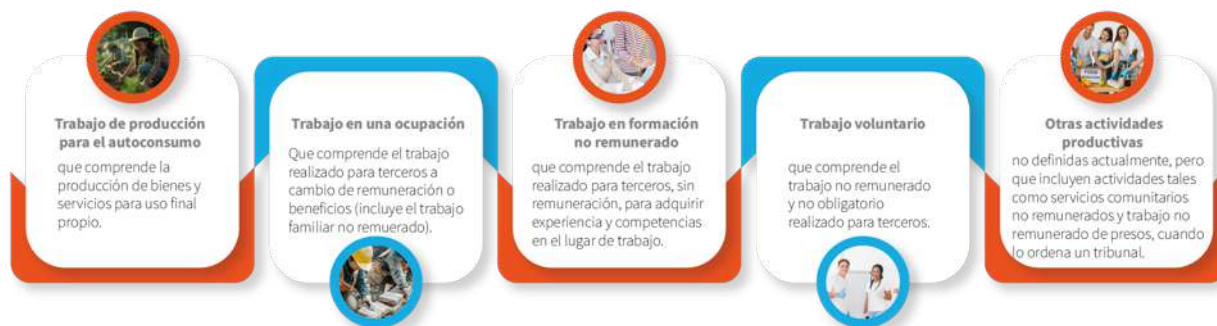 Trabajo de producción
para el autoconsumo
que comprende la
producción de bienes y
servicios para uso final
propio.
Trabajo en una ocupación
Que comprende el trabajo
realizado para terceros a
cambio de remuneración o
beneficios (incluye el trabajo
familiar no remuerado).
Trabajo en formación
no remunerado
que comprende el trabajo
realizado para terceros, sin
remuneración, para adquirir
experiencia y competencias
en el lugar de trabajo.
Trabajo voluntario
que comprende el
trabajo no remunerado
y no obligatorio
realizado para terceros.
Otras actividades
productivas
no definidas actualmente, pero
que incluyen actividades tales
como servicios comunitarios
no remunerados y trabajo no
remunerado de presos, cuando
lo ordena un tribunal.